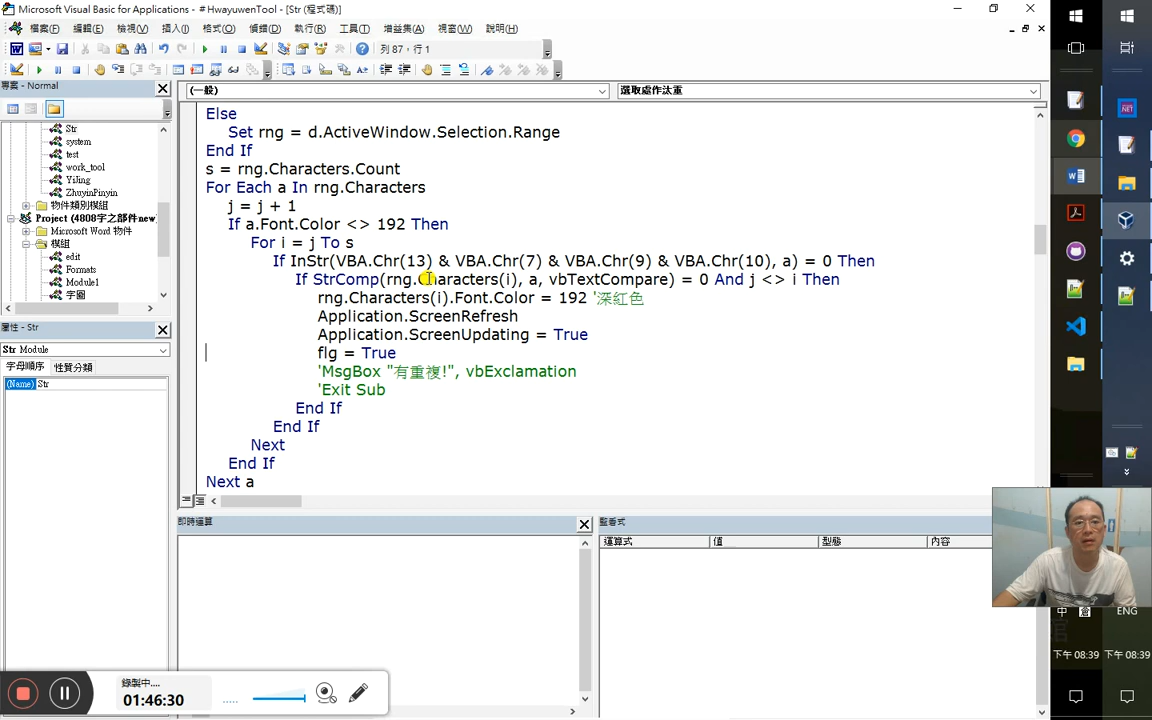 Microsoft Visual Basic for Applications - #HwayuwenTool - [Str (程式碼)]
檔案(F) 編輯(E) 檢視(V) 插入(I) 格式(O) 偵錯(D) 執行(R) 工具(T) 增益集(A) 視窗(W) 說明(H)
列 87，行 1
專案 - Normal
(一般)
選取處作汰重
Str
system
test
work_tool
YiJing
ZhuyinPinyin
物件類別模組
Project (4808字之部件new
Microsoft Word 物件
模組
edit
Formats
Module1
字圖
Else
Set rng = d.ActiveWindow.Selection.Range
End If
s = rng.Characters.Count
For Each a In rng.Characters
j = j + 1
If a.Font.Color <> 192 Then
For i = j To s
If InStr(VBA.Chr(13) & VBA.Chr(7) & VBA.Chr(9) & VBA.Chr(10), a) = 0 Then
If StrComp(rng.Characters(i), a, vbTextCompare) = 0 And j <> i Then
rng.Characters(i).Font.Color = 192 '深紅色
Application.ScreenRefresh
Application.ScreenUpdating = True
flg = True
'MsgBox "有重複!", vbExclamation
'Exit Sub
End If
End If
Next
End If
Next a
屬性 - Str
Str Module
字母順序 性質分類
(Name) Str
即時運算
監看式
運算式 值 型態 內容
錄製中....
01:46:30
.NET
中 倉 ENG
下午 08:39 下午 08:39